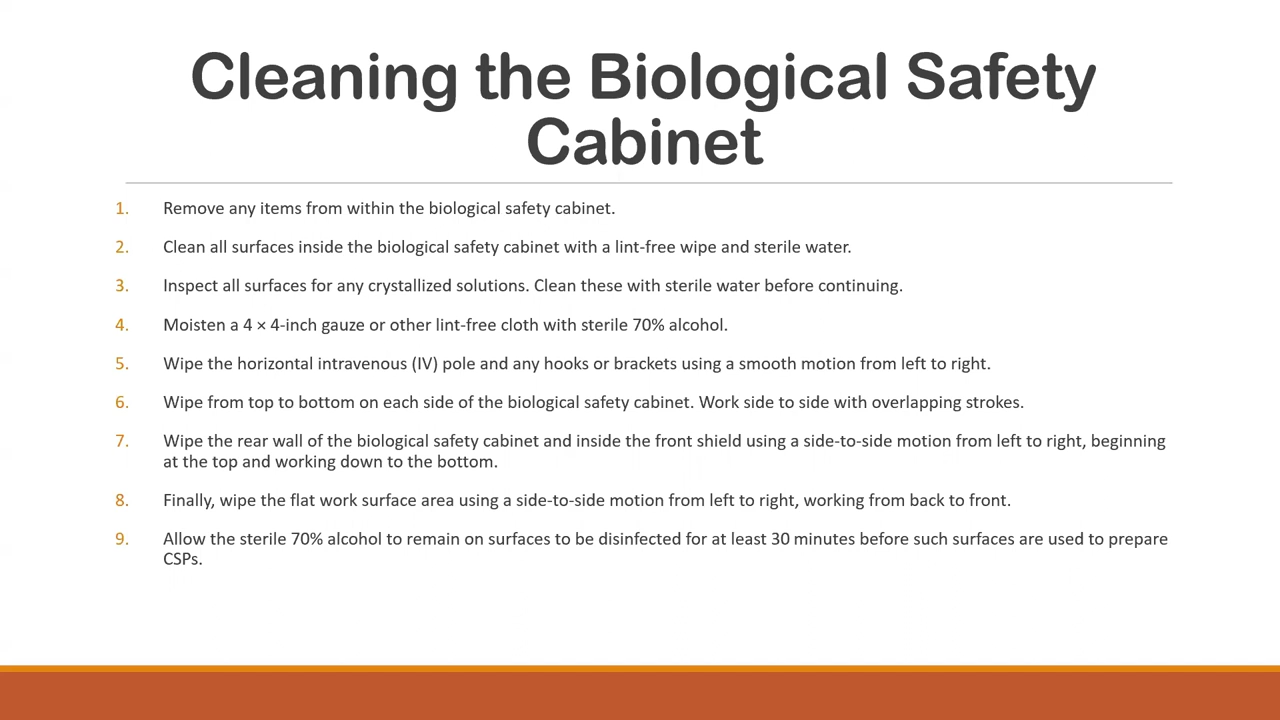 Cleaning the Biological Safety
Cabinet
1. Remove any items from within the biological safety cabinet.
2. Clean all surfaces inside the biological safety cabinet with a lint-free wipe and sterile water.
3. Inspect all surfaces for any crystallized solutions. Clean these with sterile water before continuing.
4. Moisten a 4 × 4-inch gauze or other lint-free cloth with sterile 70% alcohol.
5. Wipe the horizontal intravenous (IV) pole and any hooks or brackets using a smooth motion from left to right.
6. Wipe from top to bottom on each side of the biological safety cabinet. Work side to side with overlapping strokes.
7. Wipe the rear wall of the biological safety cabinet and inside the front shield using a side-to-side motion from left to right, beginning
at the top and working down to the bottom.
8. Finally, wipe the flat work surface area using a side-to-side motion from left to right, working from back to front.
9. Allow the sterile 70% alcohol to remain on surfaces to be disinfected for at least 30 minutes before such surfaces are used to prepare
CSPs.